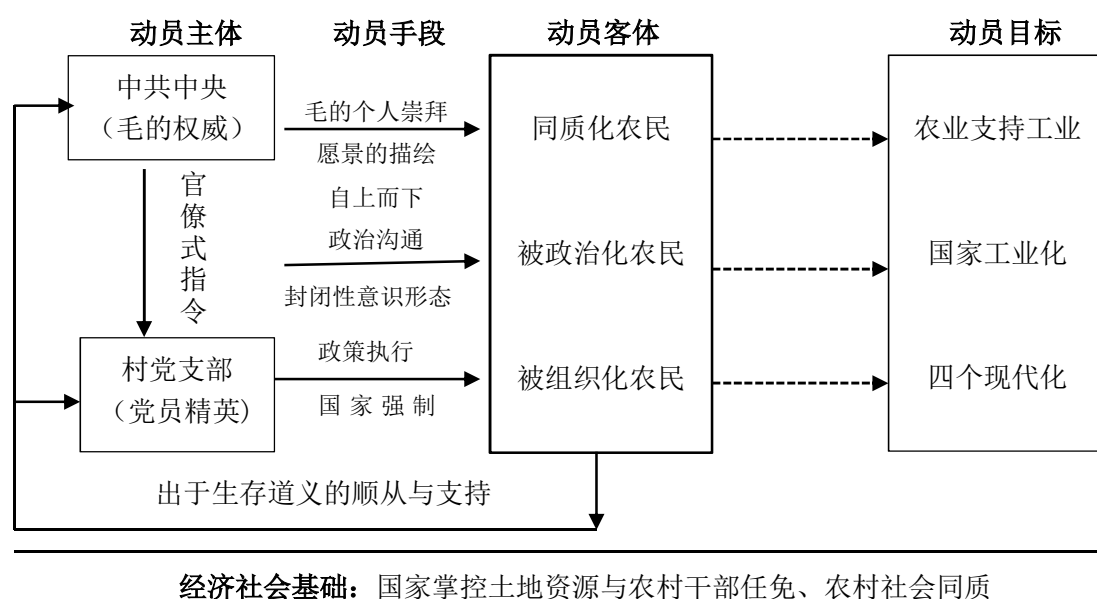 动员主体 动员手段 动员客体 动员目标
中共中央
（毛的权威）
毛的个人崇拜
愿景的描绘
同质化农民
农业支持工业
官僚式指令
自上而下
政治沟通
封闭性意识形态
被政治化农民
国家工业化
村党支部
（党员精英)
政策执行
国家强制
被组织化农民
四个现代化
出于生存道义的顺从与支持
经济社会基础：国家掌控土地资源与农村干部任免、农村社会同质